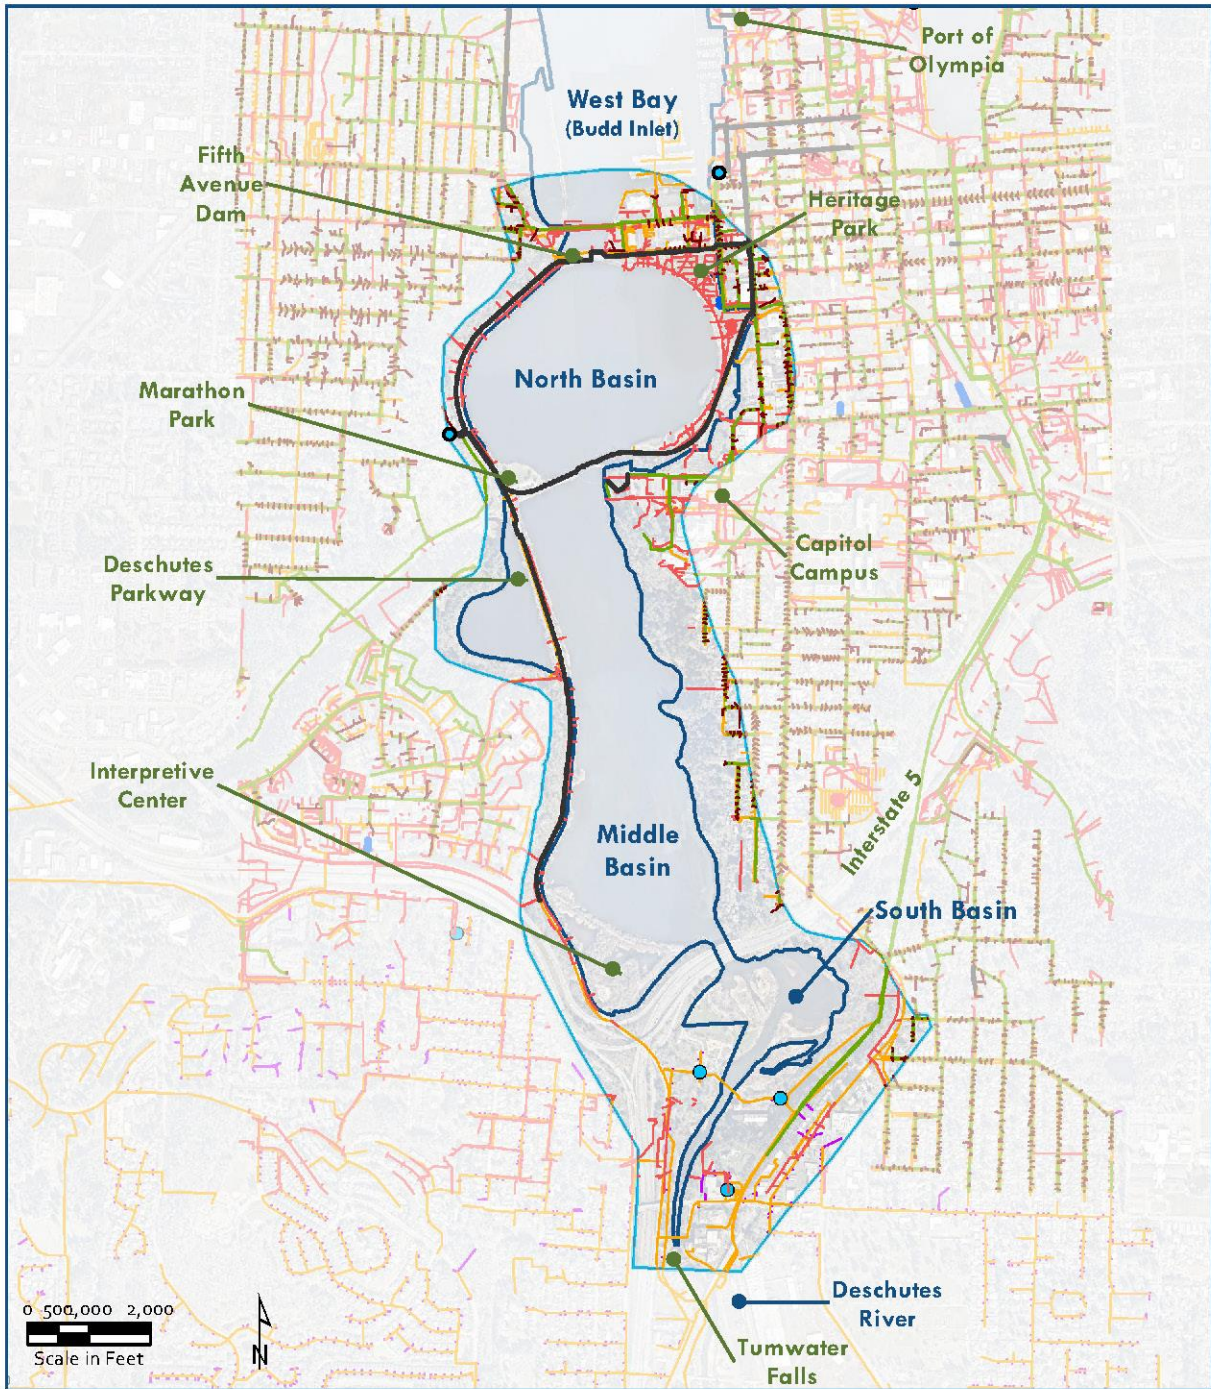 Port of
Olympia
West Bay
(Budd Inlet)
Fifth
Avenue
Dam
Heritage
Park
North Basin
Marathon
Park
Capitol
Campus
Deschutes
Parkway
Interpretive
Center
Interstate 5
Middle
Basin
South Basin
Deschutes
River
Tumwater
Falls
0 500,000 2,000
Scale in Feet
N